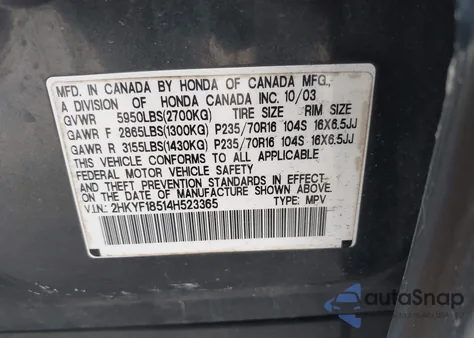 MFD. IN CANADA BY HONDA OF CANADA MFG.,
A DIVISION OF HONDA CANADA INC. 10/03
GVWR 5950LBS(2700KG) TIRE SIZE RIM SIZE
GAWR F 2865LBS(1300KG) P235/70R16 104S 16X6.5JJ
GAWR R 3155LBS(1430KG) P235/70R16 104S 16X6.5JJ
THIS VEHICLE CONFORMS TO ALL APPLICABLE
FEDERAL MOTOR VEHICLE SAFETY
AND THEFT PREVENTION STANDARDS IN EFFECT
ON THE DATE OF MANUFACTURE SHOWN ABOVE.
V.I.N.: 2HKYF18514H523365 TYPE: MPV
autoSnap